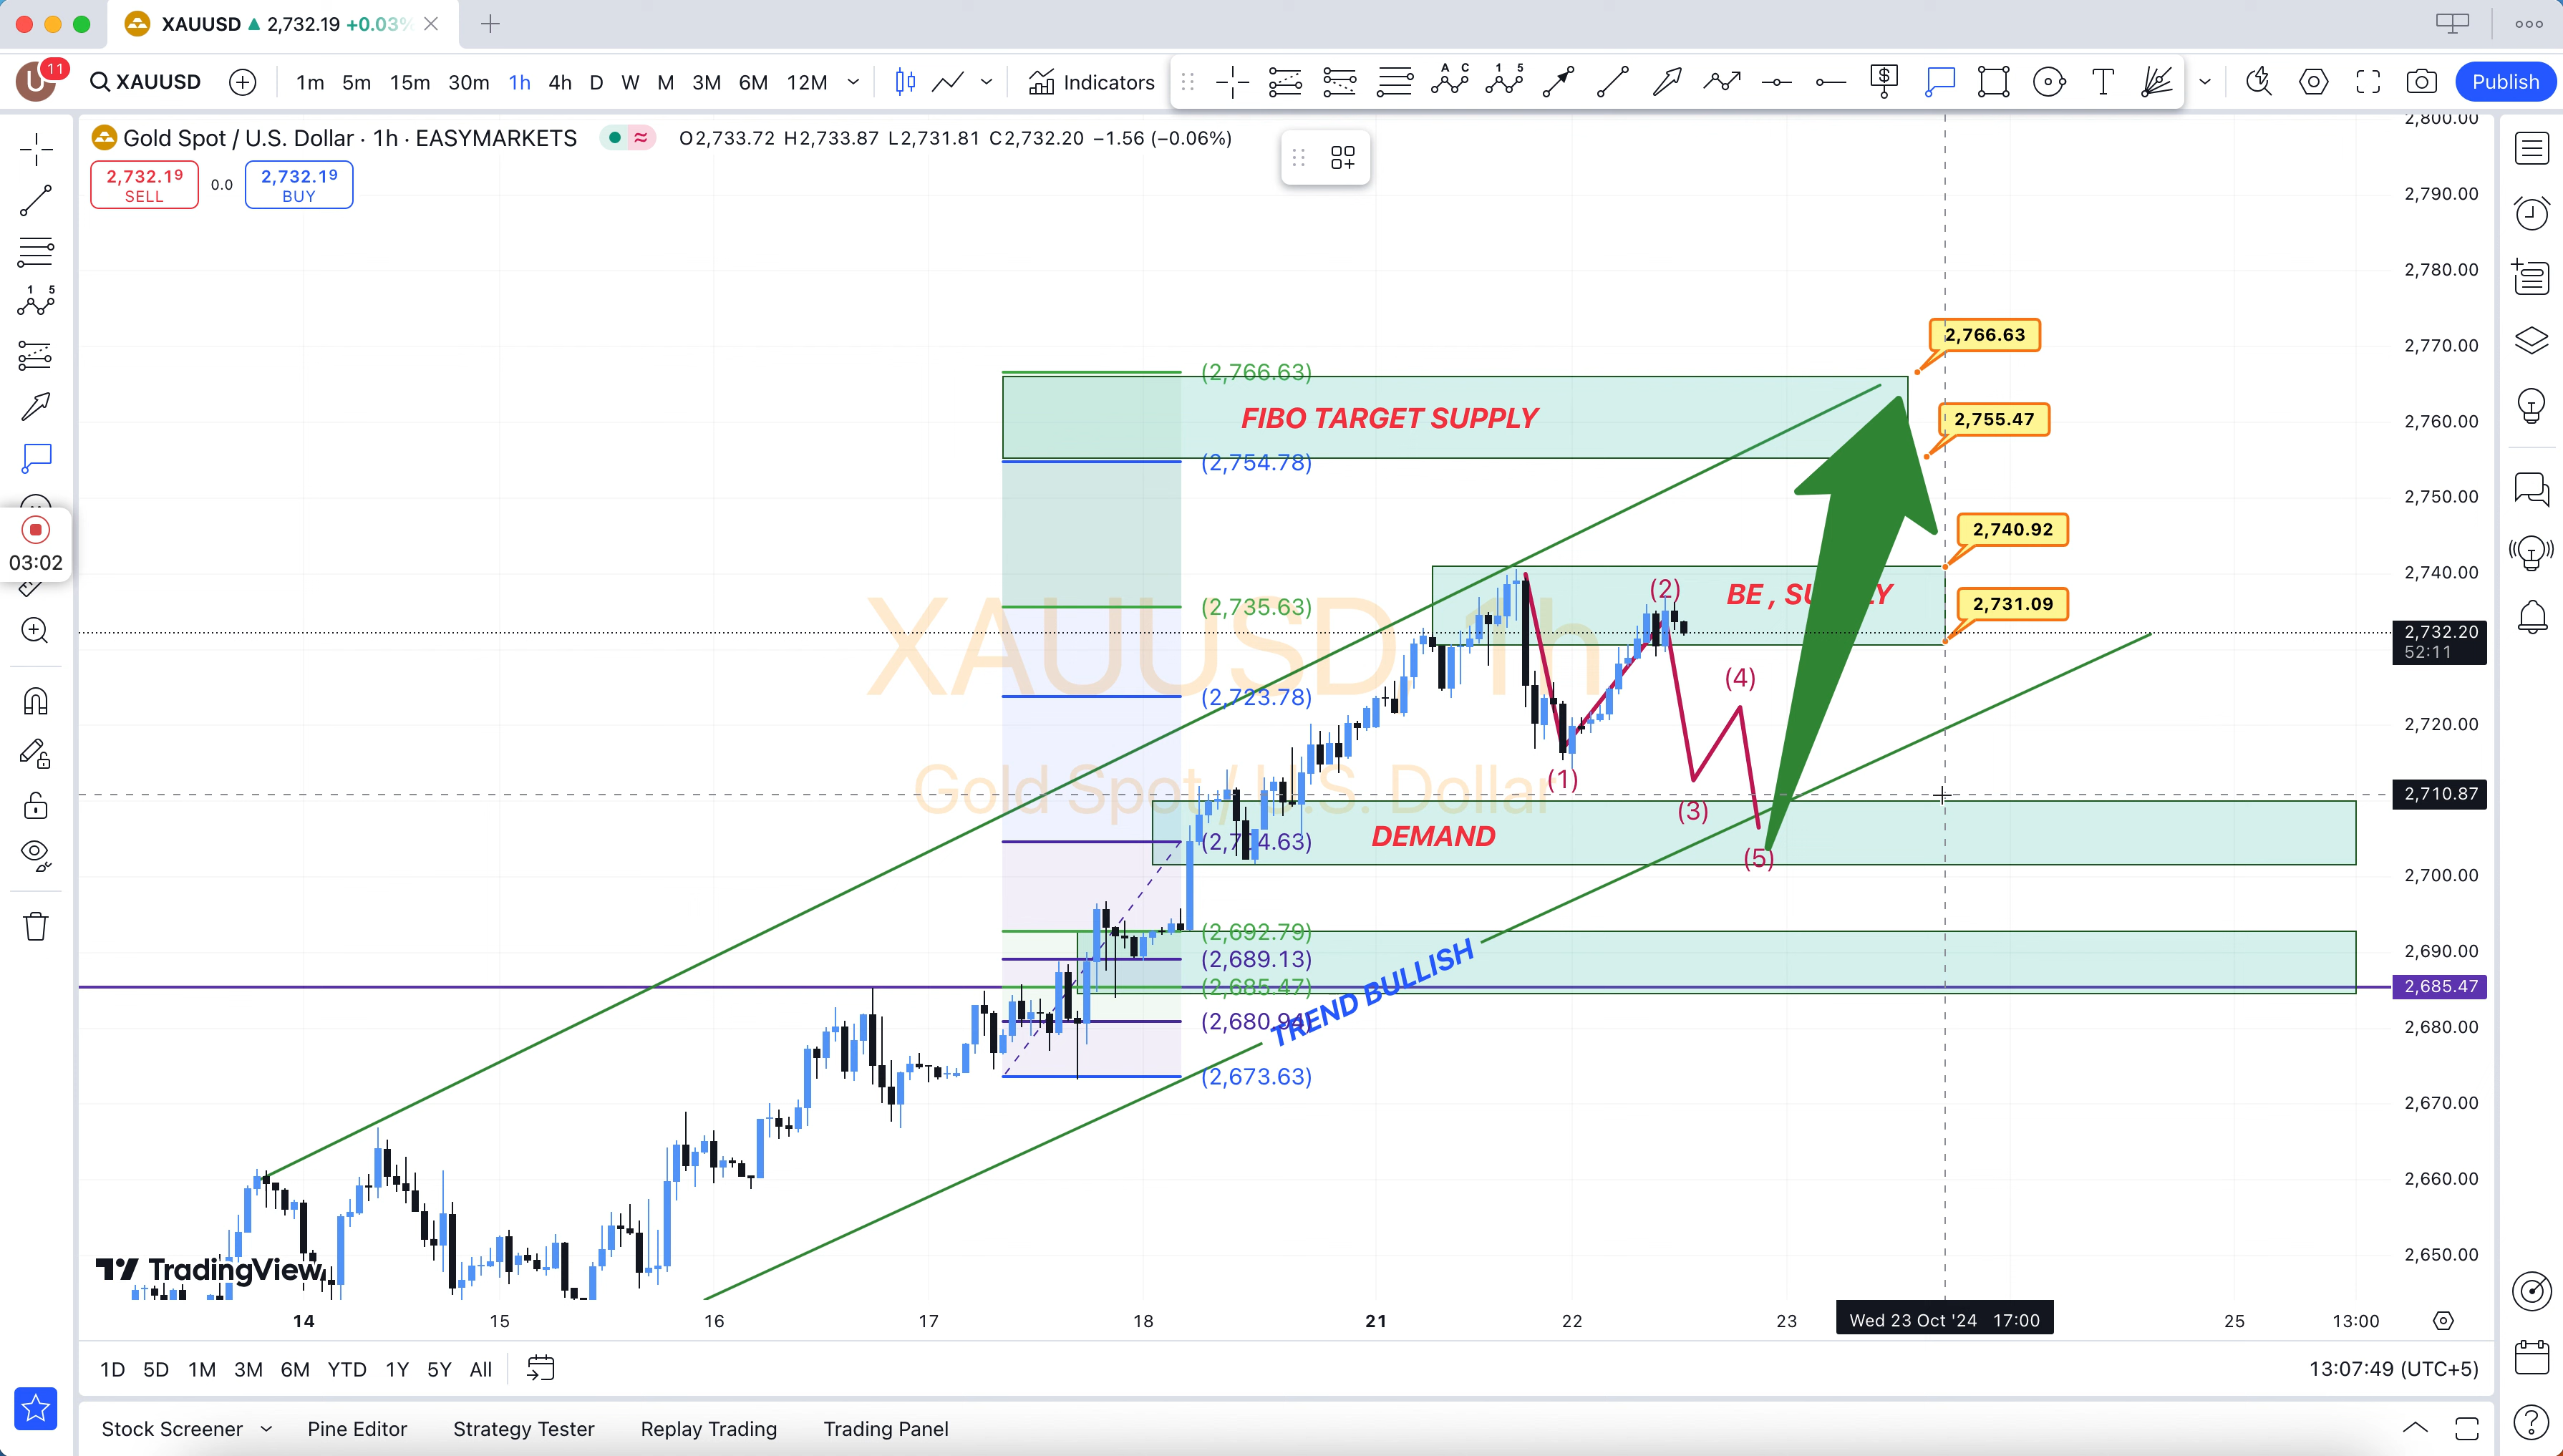 XAUUSD ▲ 2,732.19 +0.03%
11
U
XAUUSD
1m 5m 15m 30m 1h 4h D W M 3M 6M 12M
Indicators
Publish
Gold Spot / U.S. Dollar · 1h · EASYMARKETS
O2,733.72 H2,733.87 L2,731.81 C2,732.20 −1.56 (−0.06%)
2,732.19
SELL
0.0
2,732.19
BUY
03:02
XAUUSD, 1h
Gold Spot / U.S. Dollar
2,800.00
2,790.00
2,780.00
2,770.00
2,760.00
2,750.00
2,740.00
2,732.20
52:11
2,720.00
2,710.87
2,700.00
2,690.00
2,685.47
2,680.00
2,670.00
2,660.00
2,650.00
2,766.63
2,755.47
2,740.92
2,731.09
(2,766.63)
FIBO TARGET SUPPLY
(2,754.78)
(2,735.63)
BE , SU LY
(2)
(2,723.78)
(4)
(1)
(3)
(2,704.63)
DEMAND
(5)
(2,692.79)
(2,689.13)
(2,685.47)
(2,680.94)
TREND BULLISH
(2,673.63)
TradingView
14 15 16 17 18 21 22 23 Wed 23 Oct '24 17:00 25 13:00
1D 5D 1M 3M 6M YTD 1Y 5Y All
13:07:49 (UTC+5)
Stock Screener Pine Editor Strategy Tester Replay Trading Trading Panel